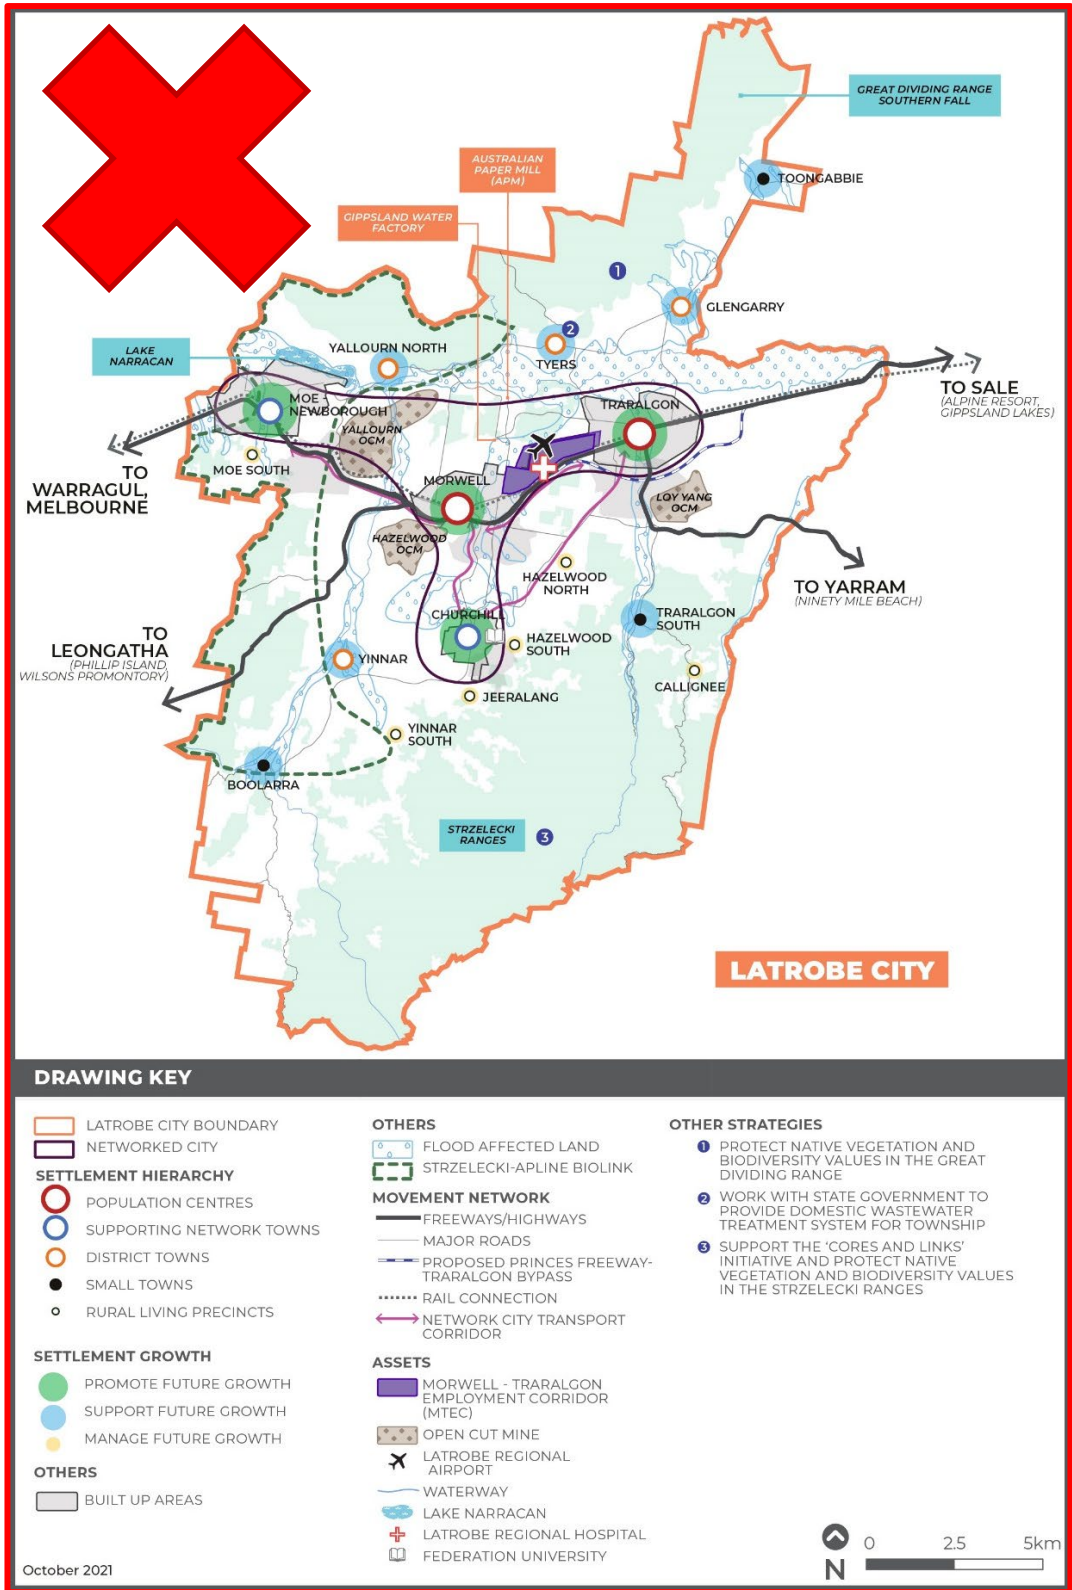 GREAT DIVIDING RANGE
SOUTHERN FALL
AUSTRALIAN
PAPER MILL
(APM)
TOONGABBIE
GIPPSLAND WATER
FACTORY
1
GLENGARRY
2
LAKE
NARRACAN
YALLOURN NORTH
TYERS
TO SALE
(ALPINE RESORT,
GIPPSLAND LAKES)
MOE -
NEWBOROUGH
TRARALGON
YALLOURN
OCM
MOE SOUTH
TO
WARRAGUL,
MELBOURNE
MORWELL
LOY YANG
OCM
HAZELWOOD
OCM
HAZELWOOD
NORTH
TO YARRAM
(NINETY MILE BEACH)
CHURCHILL
TRARALGON
SOUTH
TO
LEONGATHA
(PHILLIP ISLAND,
WILSONS PROMONTORY)
HAZELWOOD
SOUTH
YINNAR
CALLIGNEE
JEERALANG
YINNAR
SOUTH
BOOLARRA
STRZELECKI
RANGES
3
LATROBE CITY
DRAWING KEY
LATROBE CITY BOUNDARY
NETWORKED CITY
SETTLEMENT HIERARCHY
POPULATION CENTRES
SUPPORTING NETWORK TOWNS
DISTRICT TOWNS
SMALL TOWNS
RURAL LIVING PRECINCTS
SETTLEMENT GROWTH
PROMOTE FUTURE GROWTH
SUPPORT FUTURE GROWTH
MANAGE FUTURE GROWTH
OTHERS
BUILT UP AREAS
OTHERS
FLOOD AFFECTED LAND
STRZELECKI-APLINE BIOLINK
MOVEMENT NETWORK
FREEWAYS/HIGHWAYS
MAJOR ROADS
PROPOSED PRINCES FREEWAY-
TRARALGON BYPASS
RAIL CONNECTION
NETWORK CITY TRANSPORT
CORRIDOR
ASSETS
MORWELL - TRARALGON
EMPLOYMENT CORRIDOR
(MTEC)
OPEN CUT MINE
LATROBE REGIONAL
AIRPORT
WATERWAY
LAKE NARRACAN
LATROBE REGIONAL HOSPITAL
FEDERATION UNIVERSITY
OTHER STRATEGIES
1 PROTECT NATIVE VEGETATION AND
BIODIVERSITY VALUES IN THE GREAT
DIVIDING RANGE
2 WORK WITH STATE GOVERNMENT TO
PROVIDE DOMESTIC WASTEWATER
TREATMENT SYSTEM FOR TOWNSHIP
3 SUPPORT THE ‘CORES AND LINKS’
INITIATIVE AND PROTECT NATIVE
VEGETATION AND BIODIVERSITY VALUES
IN THE STRZELECKI RANGES
October 2021
N
0 2.5 5km